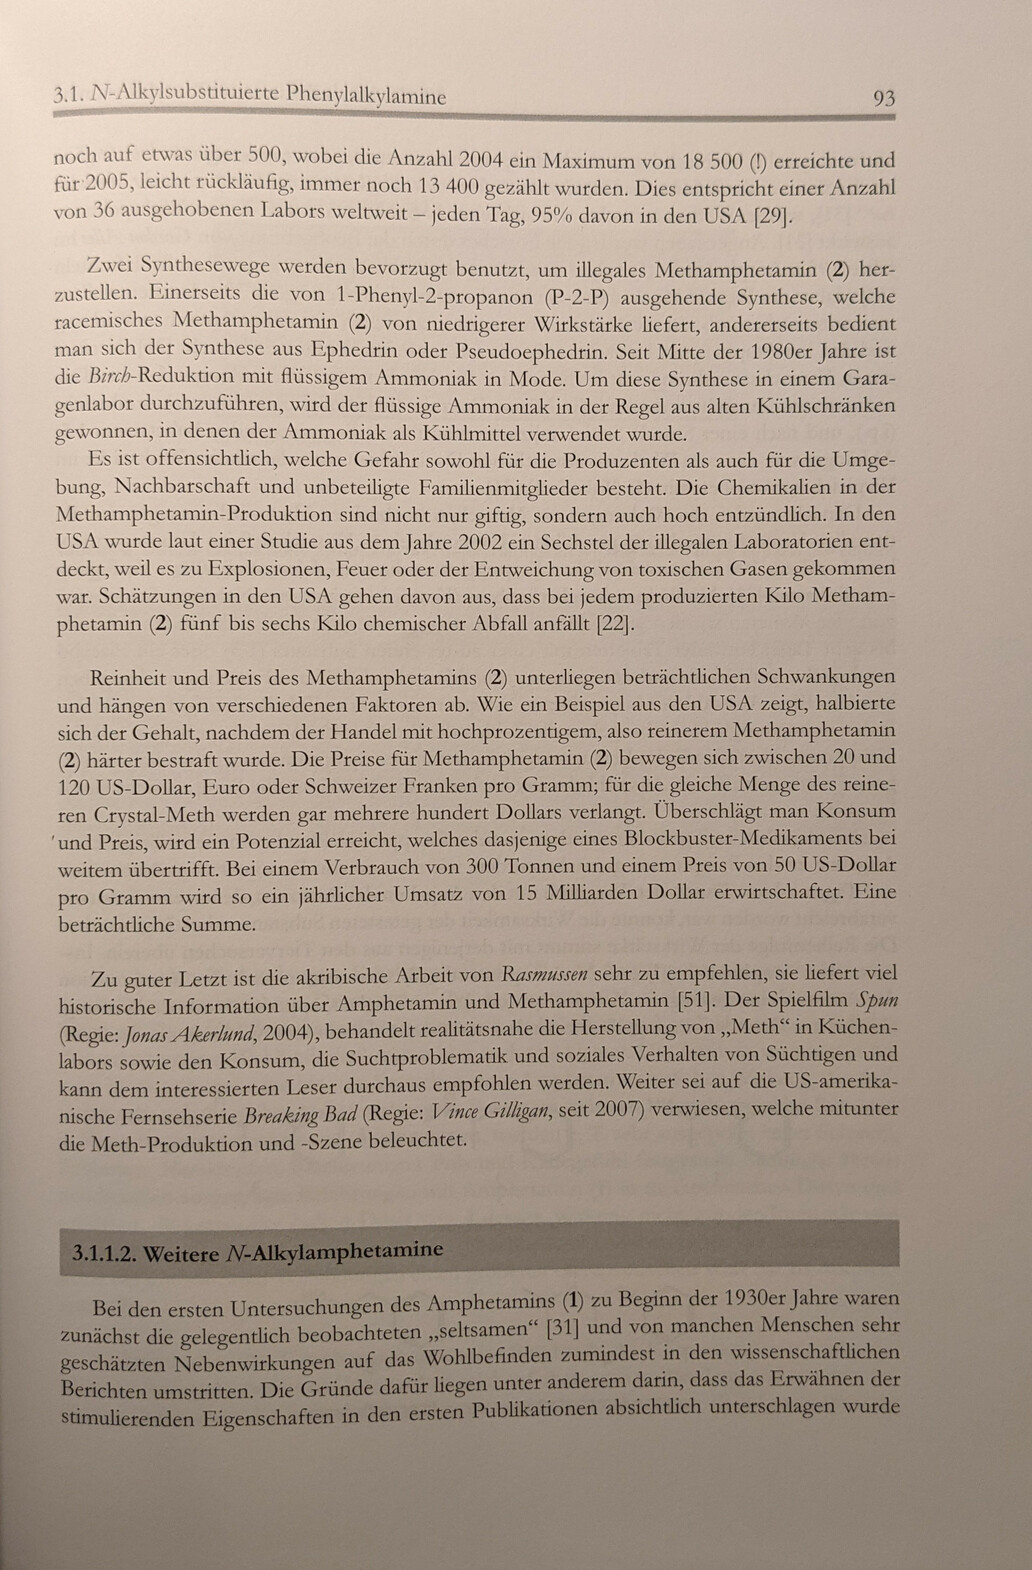 3.1. N-Alkylsubstituierte Phenylalkylamine 93
noch auf etwas über 500, wobei die Anzahl 2004 ein Maximum von 18 500 (!) erreichte und
für 2005, leicht rückläufig, immer noch 13 400 gezählt wurden. Dies entspricht einer Anzahl
von 36 ausgehobenen Labors weltweit – jeden Tag, 95% davon in den USA [29].
Zwei Synthesewege werden bevorzugt benutzt, um illegales Methamphetamin (2) her-
zustellen. Einerseits die von 1-Phenyl-2-propanon (P-2-P) ausgehende Synthese, welche
racemisches Methamphetamin (2) von niedrigerer Wirkstärke liefert, andererseits bedient
man sich der Synthese aus Ephedrin oder Pseudoephedrin. Seit Mitte der 1980er Jahre ist
die Birch-Reduktion mit flüssigem Ammoniak in Mode. Um diese Synthese in einem Gara-
genlabor durchzuführen, wird der flüssige Ammoniak in der Regel aus alten Kühlschränken
gewonnen, in denen der Ammoniak als Kühlmittel verwendet wurde.
Es ist offensichtlich, welche Gefahr sowohl für die Produzenten als auch für die Umge-
bung, Nachbarschaft und unbeteiligte Familienmitglieder besteht. Die Chemikalien in der
Methamphetamin-Produktion sind nicht nur giftig, sondern auch hoch entzündlich. In den
USA wurde laut einer Studie aus dem Jahre 2002 ein Sechstel der illegalen Laboratorien ent-
deckt, weil es zu Explosionen, Feuer oder der Entweichung von toxischen Gasen gekommen
war. Schätzungen in den USA gehen davon aus, dass bei jedem produzierten Kilo Metham-
phetamin (2) fünf bis sechs Kilo chemischer Abfall anfällt [22].
Reinheit und Preis des Methamphetamins (2) unterliegen beträchtlichen Schwankungen
und hängen von verschiedenen Faktoren ab. Wie ein Beispiel aus den USA zeigt, halbierte
sich der Gehalt, nachdem der Handel mit hochprozentigem, also reinerem Methamphetamin
(2) härter bestraft wurde. Die Preise für Methamphetamin (2) bewegen sich zwischen 20 und
120 US-Dollar, Euro oder Schweizer Franken pro Gramm; für die gleiche Menge des reine-
ren Crystal-Meth werden gar mehrere hundert Dollars verlangt. Überschlägt man Konsum
und Preis, wird ein Potenzial erreicht, welches dasjenige eines Blockbuster-Medikaments bei
weitem übertrifft. Bei einem Verbrauch von 300 Tonnen und einem Preis von 50 US-Dollar
pro Gramm wird so ein jährlicher Umsatz von 15 Milliarden Dollar erwirtschaftet. Eine
beträchtliche Summe.
Zu guter Letzt ist die akribische Arbeit von Rasmussen sehr zu empfehlen, sie liefert viel
historische Information über Amphetamin und Methamphetamin [51]. Der Spielfilm Spun
(Regie: Jonas Akerlund, 2004), behandelt realitätsnahe die Herstellung von „Meth“ in Küchen-
labors sowie den Konsum, die Suchtproblematik und soziales Verhalten von Süchtigen und
kann dem interessierten Leser durchaus empfohlen werden. Weiter sei auf die US-amerika-
nische Fernsehserie Breaking Bad (Regie: Vince Gilligan, seit 2007) verwiesen, welche mitunter
die Meth-Produktion und -Szene beleuchtet.
3.1.1.2. Weitere N-Alkylamphetamine
Bei den ersten Untersuchungen des Amphetamins (1) zu Beginn der 1930er Jahre waren
zunächst die gelegentlich beobachteten „seltsamen“ [31] und von manchen Menschen sehr
geschätzten Nebenwirkungen auf das Wohlbefinden zumindest in den wissenschaftlichen
Berichten umstritten. Die Gründe dafür liegen unter anderem darin, dass das Erwähnen der
stimulierenden Eigenschaften in den ersten Publikationen absichtlich unterschlagen wurde